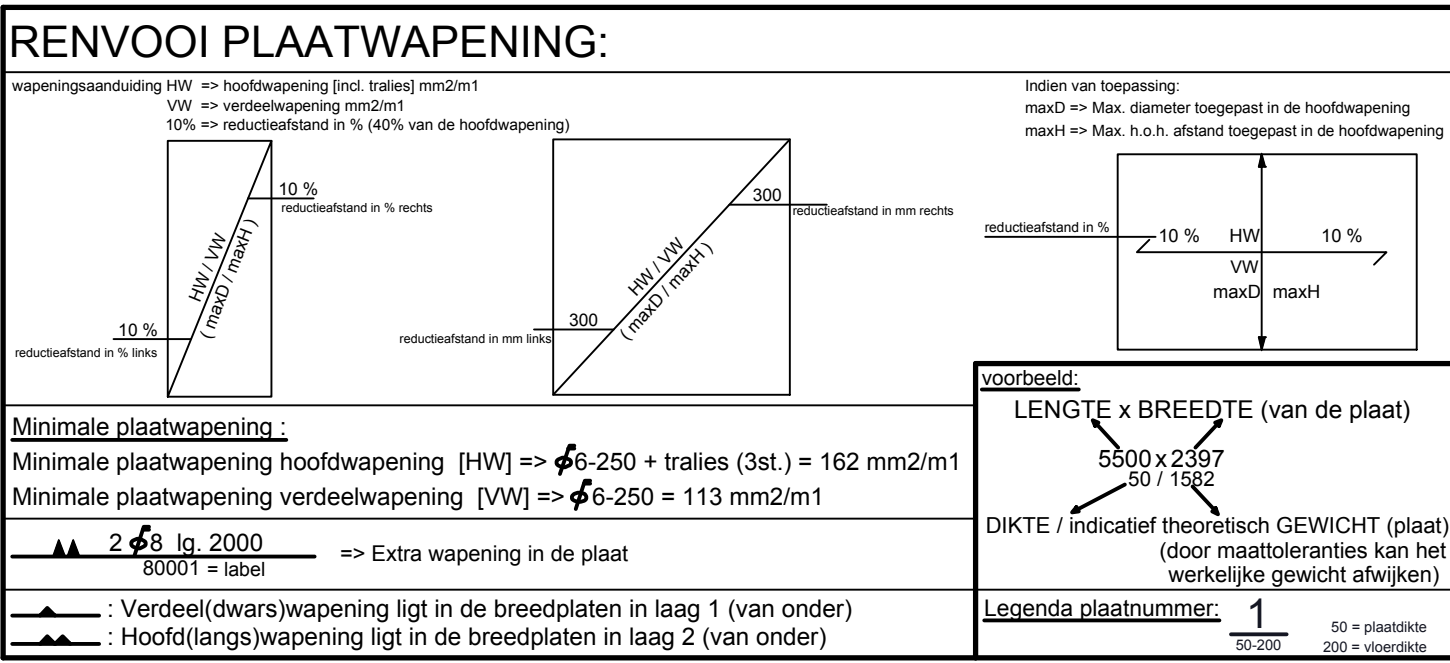 RENVOOI PLAATWAPENING:
wapeningsaanduiding HW => hoofdwapening [incl. tralies] mm2/m1
VW => verdeelwapening mm2/m1
10% => reductieafstand in % (40% van de hoofdwapening)
10 %
reductieafstand in % rechts
HW / VW
( maxD / maxH )
10 %
reductieafstand in % links
300
reductieafstand in mm rechts
HW / VW
( maxD / maxH )
300
reductieafstand in mm links
Indien van toepassing:
maxD => Max. diameter toegepast in de hoofdwapening
maxH => Max. h.o.h. afstand toegepast in de hoofdwapening
reductieafstand in %
10 % HW 10 %
VW
maxD maxH
Minimale plaatwapening :
Minimale plaatwapening hoofdwapening [HW] => ϕ6-250 + tralies (3st.) = 162 mm2/m1
Minimale plaatwapening verdeelwapening [VW] => ϕ6-250 = 113 mm2/m1
2 ϕ8 lg. 2000
80001 = label
=> Extra wapening in de plaat
: Verdeel(dwars)wapening ligt in de breedplaten in laag 1 (van onder)
: Hoofd(langs)wapening ligt in de breedplaten in laag 2 (van onder)
voorbeeld:
LENGTE x BREEDTE (van de plaat)
5500 x 2397
50 / 1582
DIKTE / indicatief theoretisch GEWICHT (plaat)
(door maattoleranties kan het
werkelijke gewicht afwijken)
Legenda plaatnummer:
1
50-200
50 = plaatdikte
200 = vloerdikte